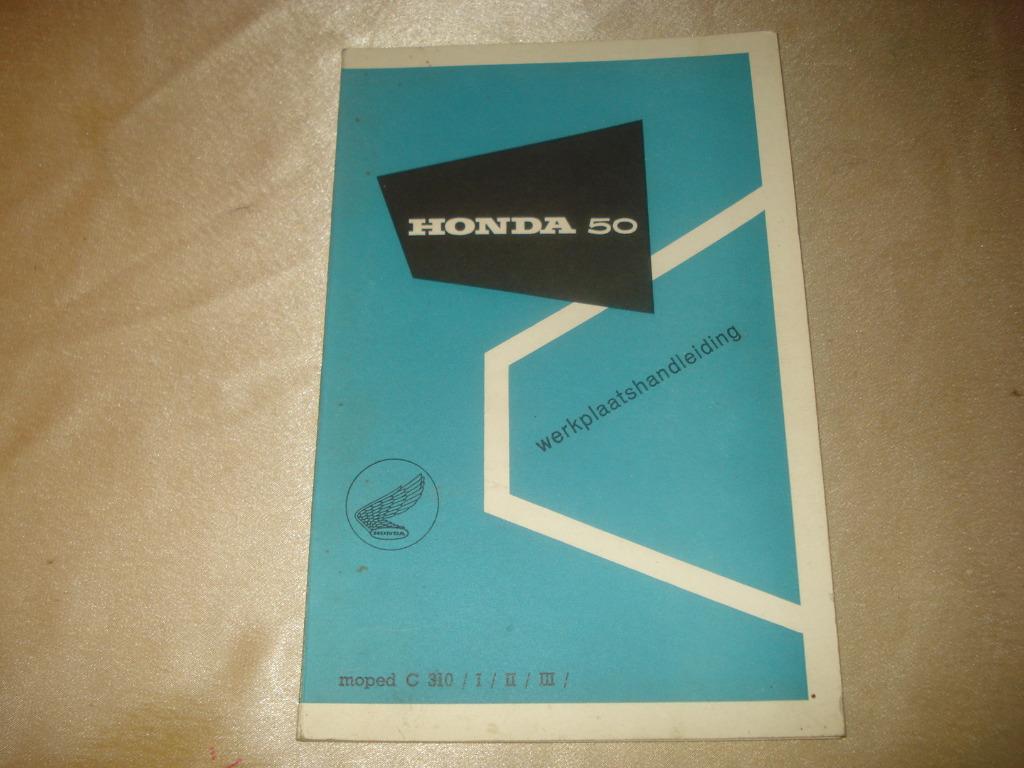 HONDA 50
werkplaatshandleiding
HONDA
moped C 310 / I / II / III /